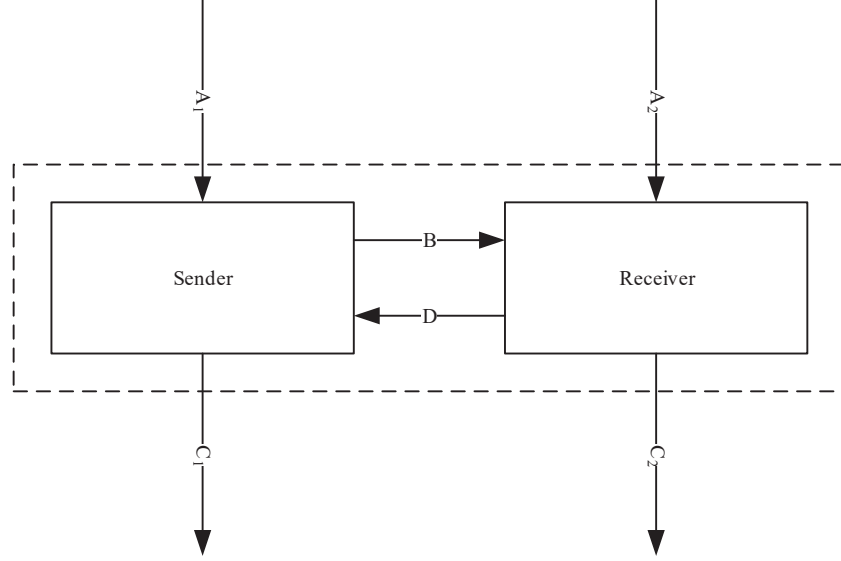 A1
A2
B
Sender
Receiver
D
C1
C2